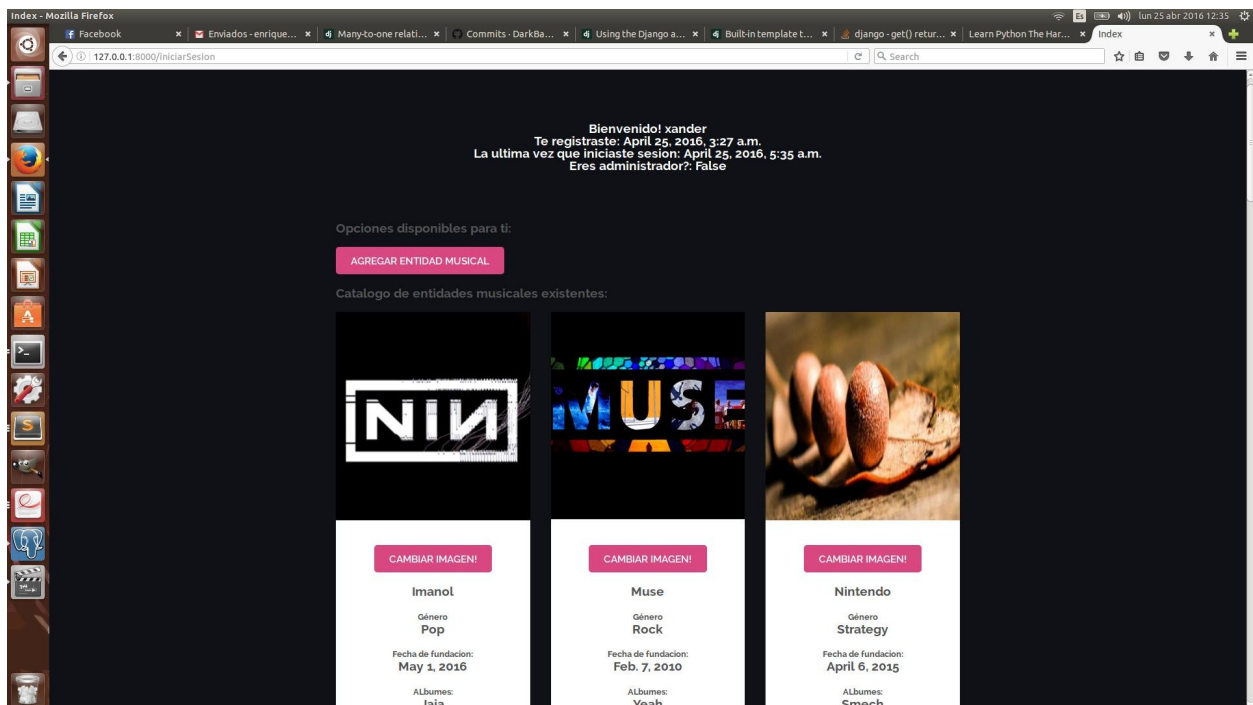 Index - Mozilla Firefox
Es
lun 25 abr 2016 12:35
Facebook
Enviados - enrique...
Many-to-one relati...
Commits · DarkBa...
Using the Django a...
Built-in template t...
django - get() retur...
Learn Python The Har...
Index
127.0.0.1:8000/iniciarSesion
Search
Bienvenido! xander
Te registraste: April 25, 2016, 3:27 a.m.
La ultima vez que iniciaste sesion: April 25, 2016, 5:35 a.m.
Eres administrador?: False
Opciones disponibles para ti:
AGREGAR ENTIDAD MUSICAL
Catalogo de entidades musicales existentes:
NIN
MUSE
CAMBIAR IMAGEN!
CAMBIAR IMAGEN!
CAMBIAR IMAGEN!
Imanol
Muse
Nintendo
Género
Género
Género
Pop
Rock
Strategy
Fecha de fundacion:
Fecha de fundacion:
Fecha de fundacion:
May 1, 2016
Feb. 7, 2010
April 6, 2015
ALbumes:
ALbumes:
ALbumes:
Jaja
Yeah
Smech